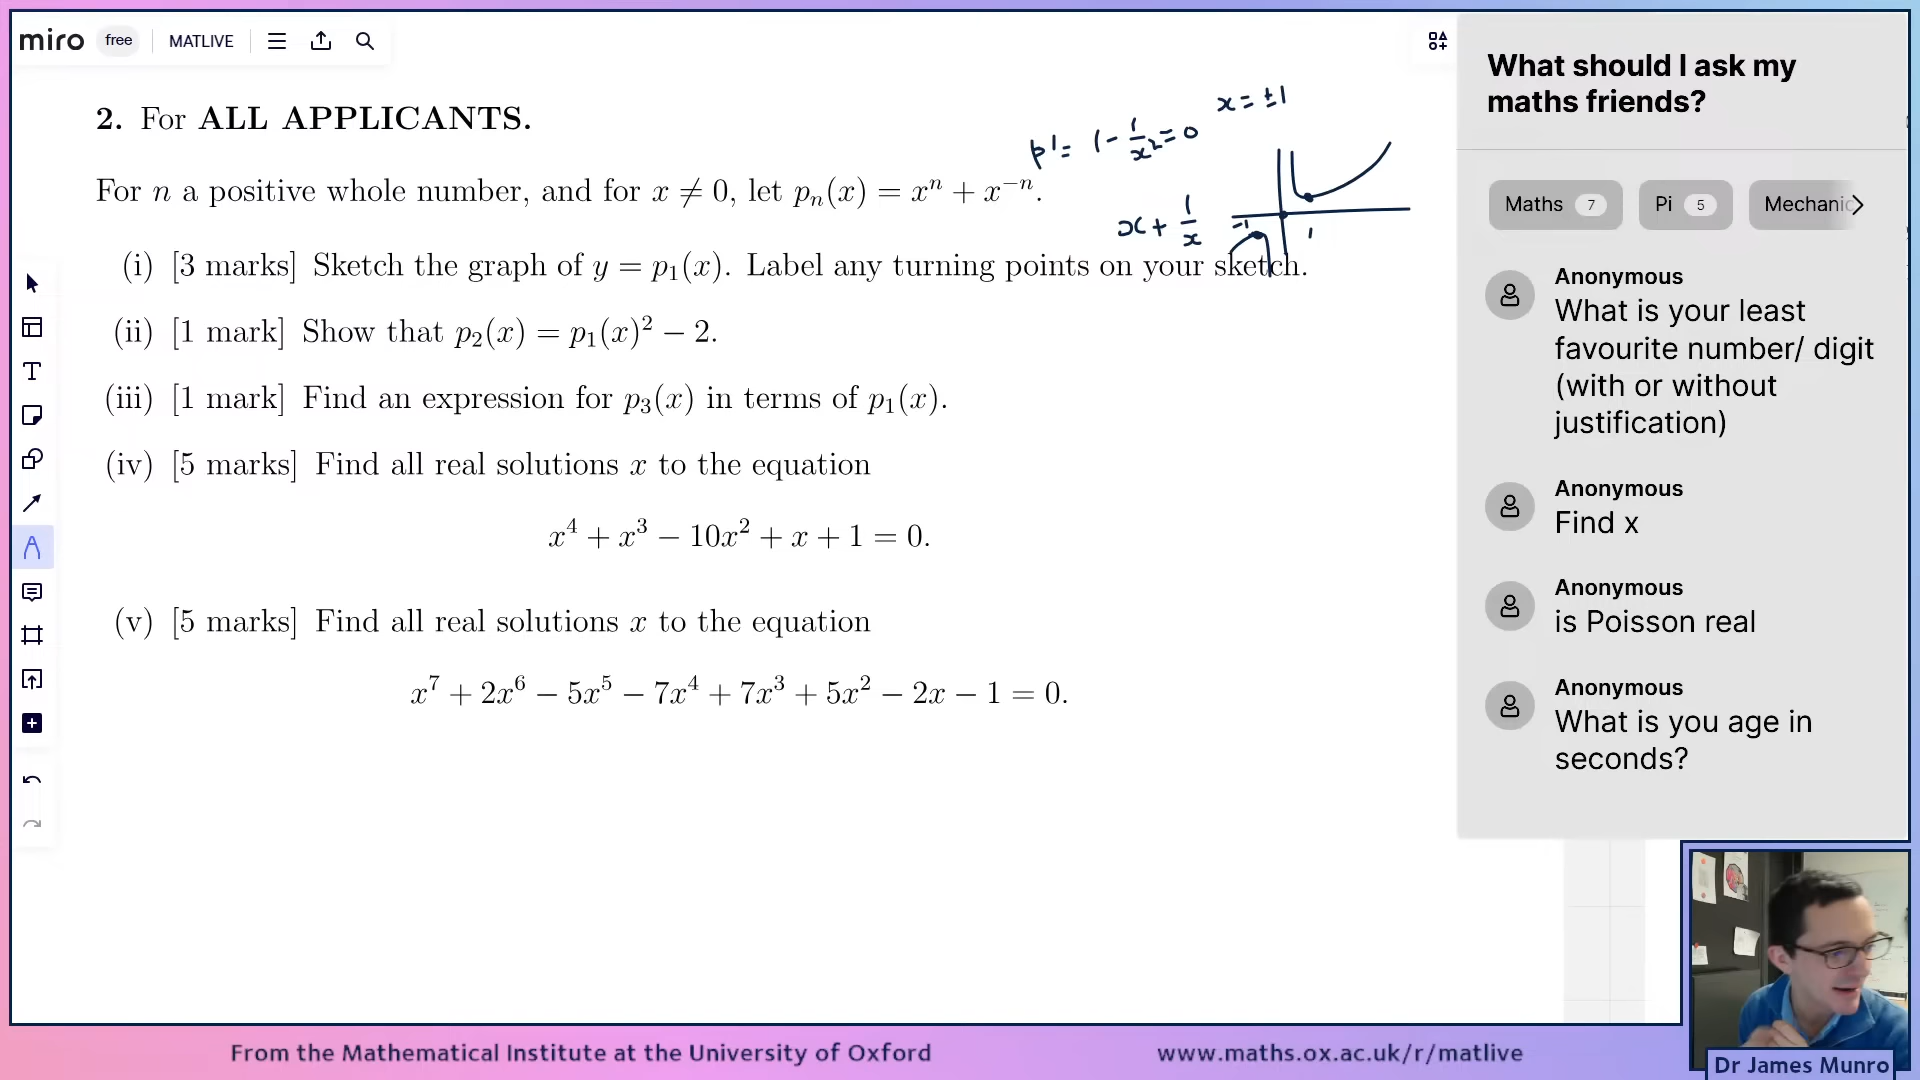 miro free MATLIVE
2. For ALL APPLICANTS.
For n a positive whole number, and for x ≠ 0, let pₙ(x) = xⁿ + x⁻ⁿ.
p' = 1 - 1/x² = 0
x = ±1
x + 1/x
-1
1
(i) [3 marks] Sketch the graph of y = p₁(x). Label any turning points on your sketch.
(ii) [1 mark] Show that p₂(x) = p₁(x)² − 2.
(iii) [1 mark] Find an expression for p₃(x) in terms of p₁(x).
(iv) [5 marks] Find all real solutions x to the equation
x⁴ + x³ − 10x² + x + 1 = 0.
(v) [5 marks] Find all real solutions x to the equation
x⁷ + 2x⁶ − 5x⁵ − 7x⁴ + 7x³ + 5x² − 2x − 1 = 0.
What should I ask my
maths friends?
Maths 7 Pi 5 Mechanic
Anonymous
What is your least
favourite number/ digit
(with or without
justification)
Anonymous
Find x
Anonymous
is Poisson real
Anonymous
What is you age in
seconds?
From the Mathematical Institute at the University of Oxford
www.maths.ox.ac.uk/r/matlive
Dr James Munro